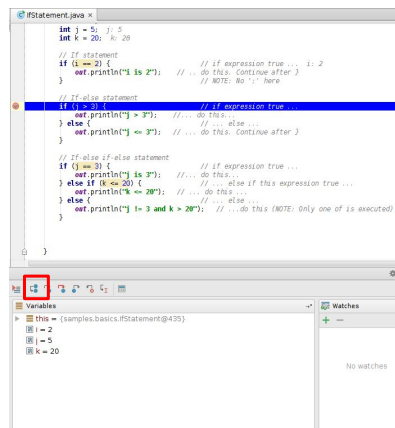 IfStatement.java ×
int j = 5;  j: 5
int k = 20;  k: 20
// If statement
if (i == 2) {                // if expression true ...  i: 2
out.println("i is 2");   // .. do this. Continue after }
}                            // NOTE: No ';' here
// If-else statement
if (j > 3) {                 // if expression true ...
out.println("j > 3");   //... do this...
} else {                     // ... else ...
out.println("j <= 3");   // ... do this. Continue after }
}
// If-else if-else statement
if (j == 3) {                // if expression true ...
out.println("j is 3");   //... do this...
} else if (k <= 20) {        // ... else if this expression true ...
out.println("k <= 20");  // ... do this ...
} else {                     // ... else ...
out.println("j != 3 and k > 20");  // ...do this (NOTE: Only one of is executed)
}
}
Variables
Watches
this = {samples.basics.IfStatement@435}
i = 2
j = 5
k = 20
No watches